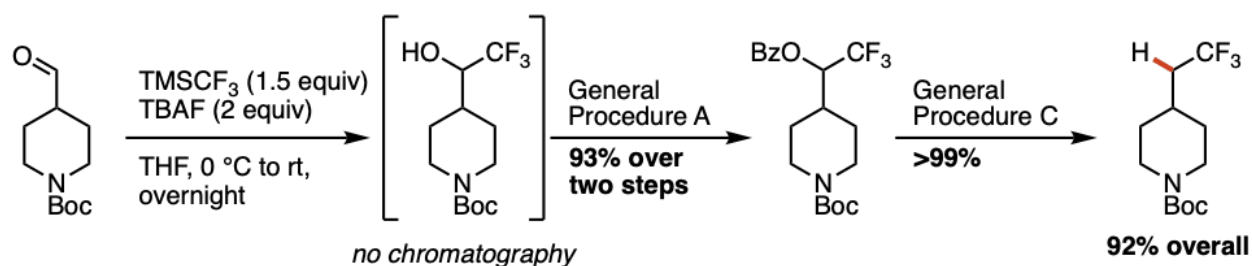 O
N
Boc
TMSCF3 (1.5 equiv)
TBAF (2 equiv)
THF, 0 °C to rt,
overnight
HO
CF3
N
Boc
no chromatography
General
Procedure A
93% over
two steps
BzO
CF3
N
Boc
General
Procedure C
>99%
H
CF3
N
Boc
92% overall